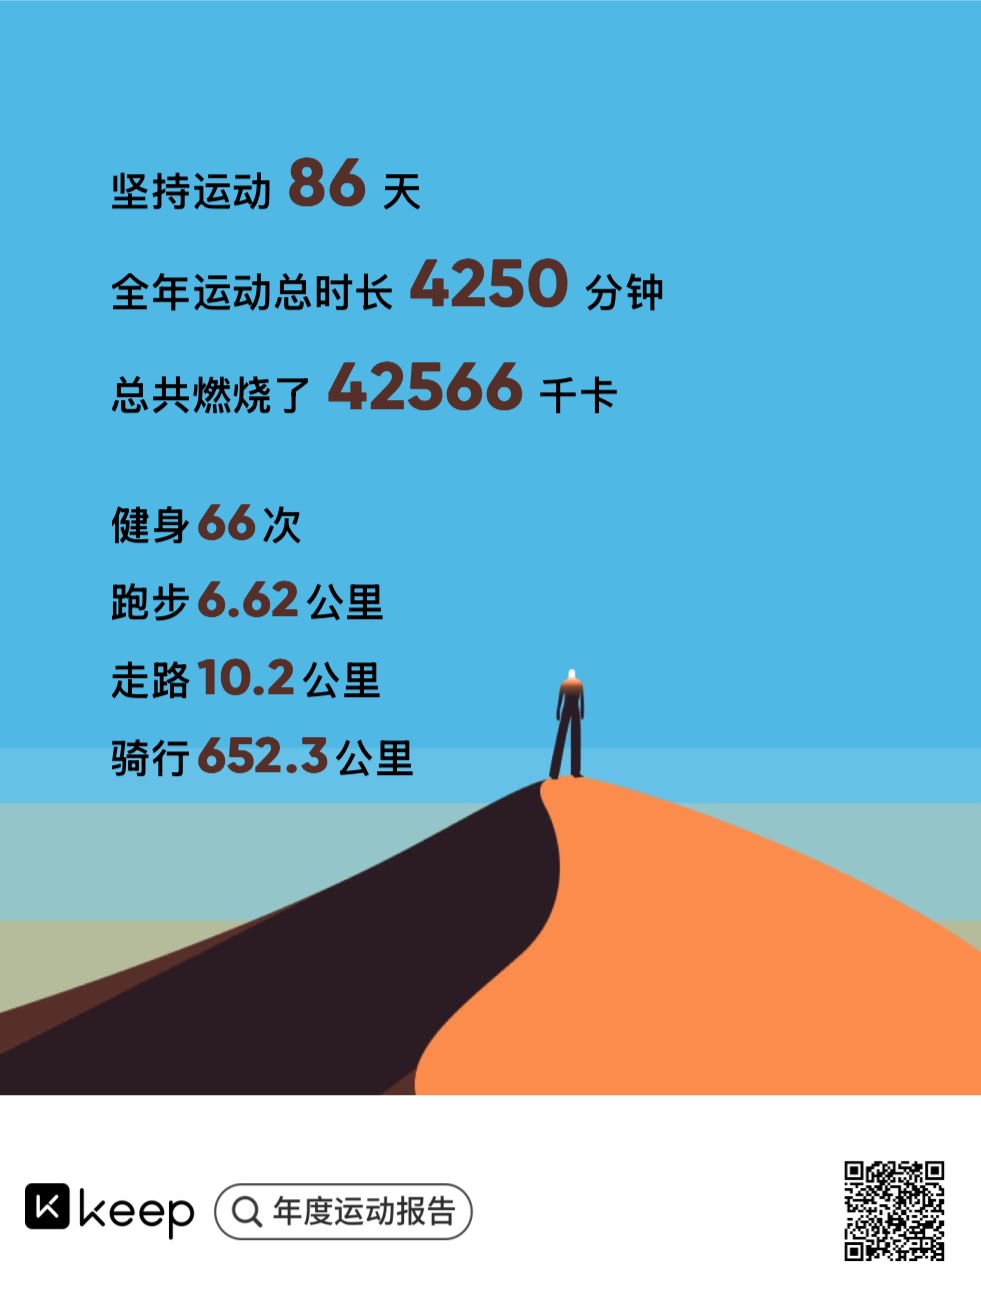 坚持运动 86 天
全年运动总时长 4250 分钟
总共燃烧了 42566 千卡
健身 66 次
跑步 6.62 公里
走路 10.2 公里
骑行 652.3 公里
keep 年度运动报告